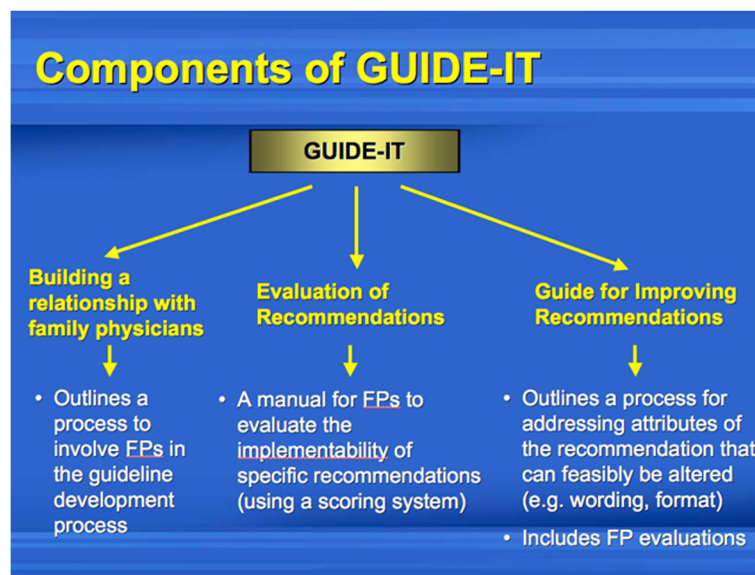 Components of GUIDE-IT
GUIDE-IT
Building a
relationship with
family physicians
• Outlines a
process to
involve FPs in
the guideline
development
process
Evaluation of
Recommendations
• A manual for FPs to
evaluate the
implementability of
specific recommendations
(using a scoring system)
Guide for Improving
Recommendations
• Outlines a process for
addressing attributes of
the recommendation that
can feasibly be altered
(e.g. wording, format)
• Includes FP evaluations